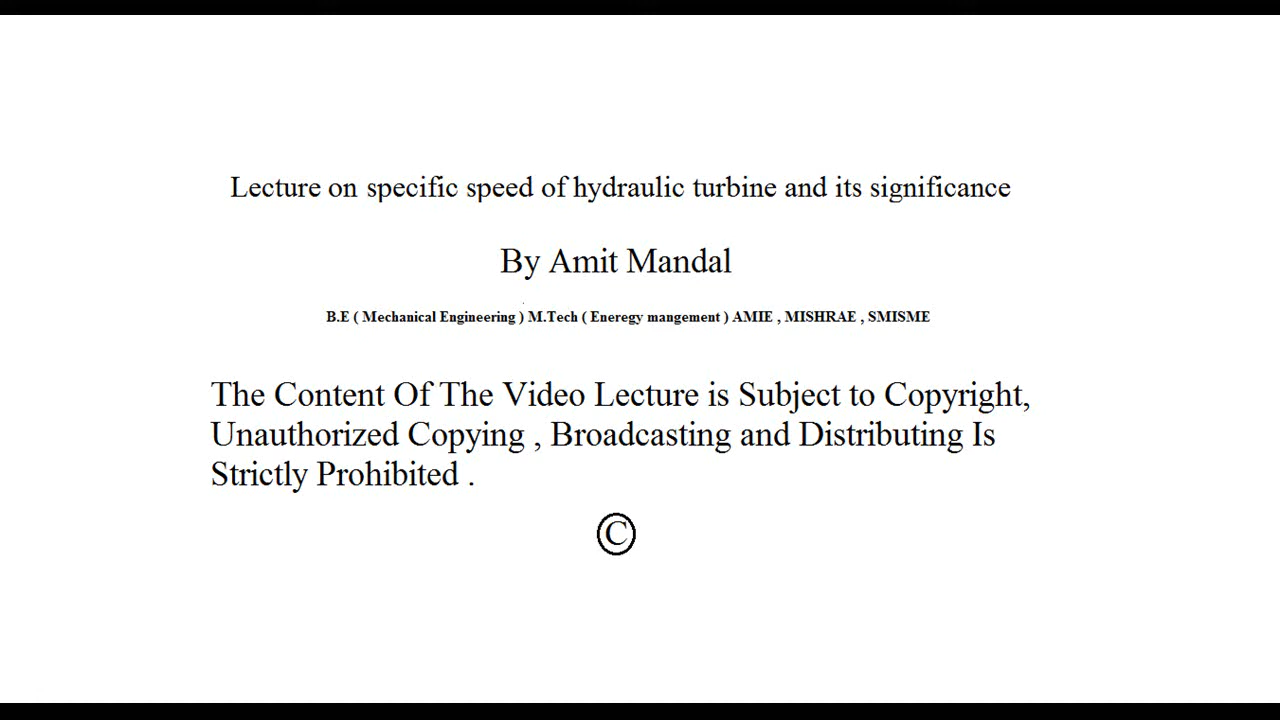 Lecture on specific speed of hydraulic turbine and its significance
By Amit Mandal
B.E ( Mechanical Engineering ) M.Tech ( Eneregy mangement ) AMIE , MISHRAE , SMISME
The Content Of The Video Lecture is Subject to Copyright,
Unauthorized Copying , Broadcasting and Distributing Is
Strictly Prohibited .
©